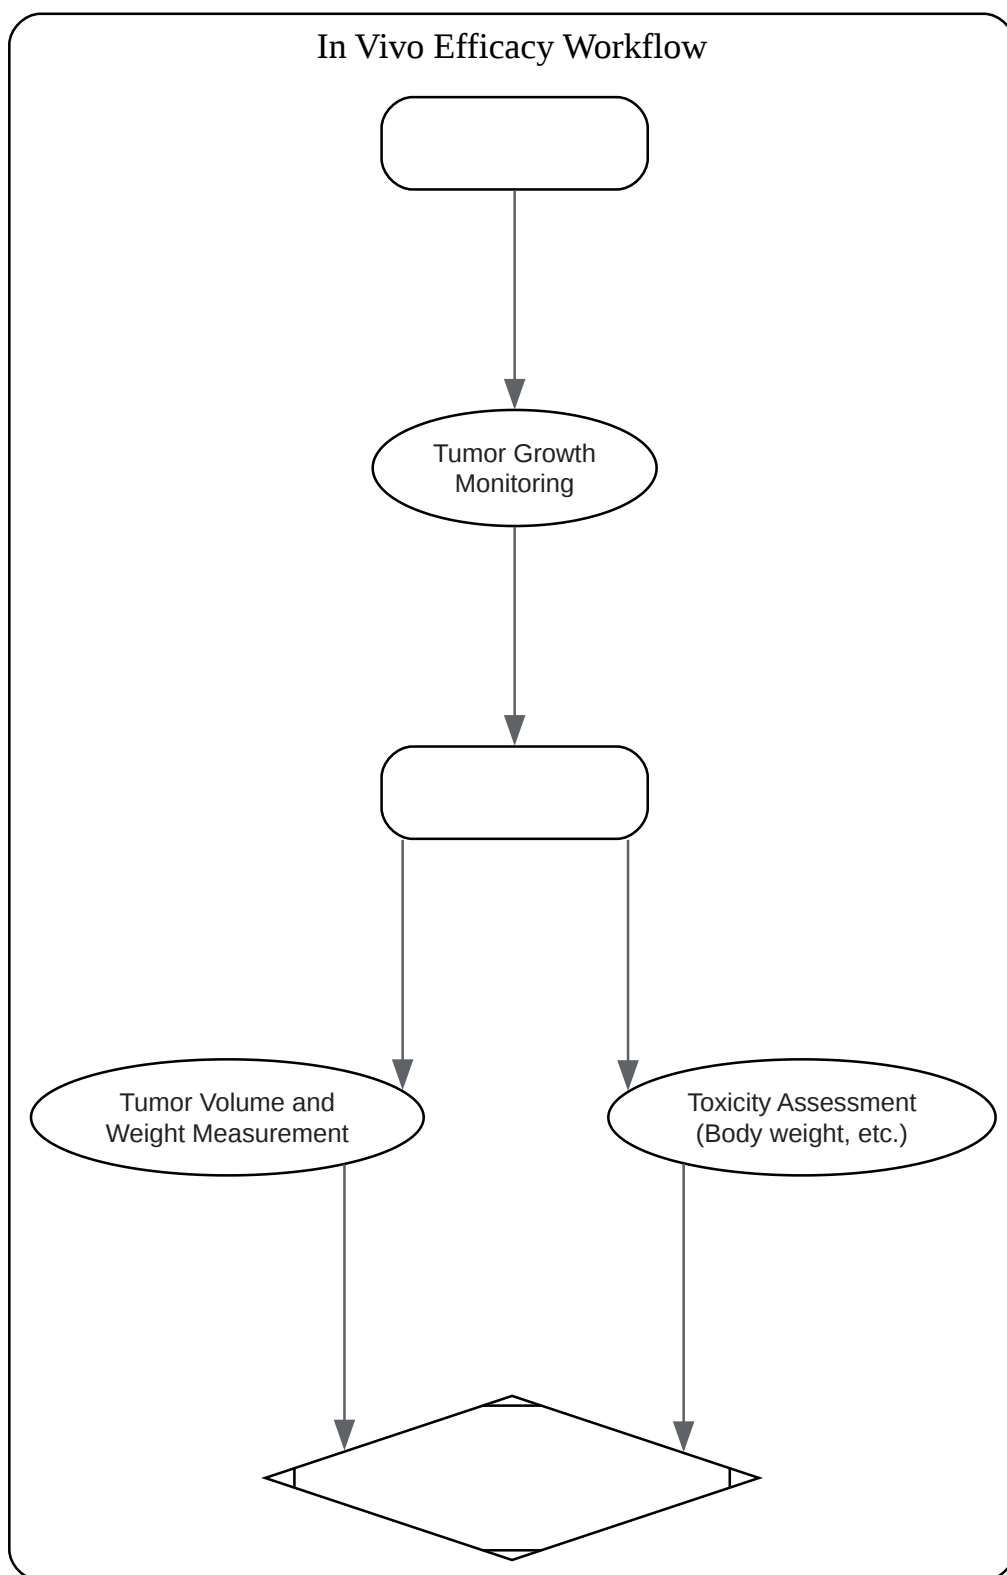 In Vivo Efficacy Workflow
Tumor Growth
Monitoring
Tumor Volume and
Weight Measurement
Toxicity Assessment
(Body weight, etc.)